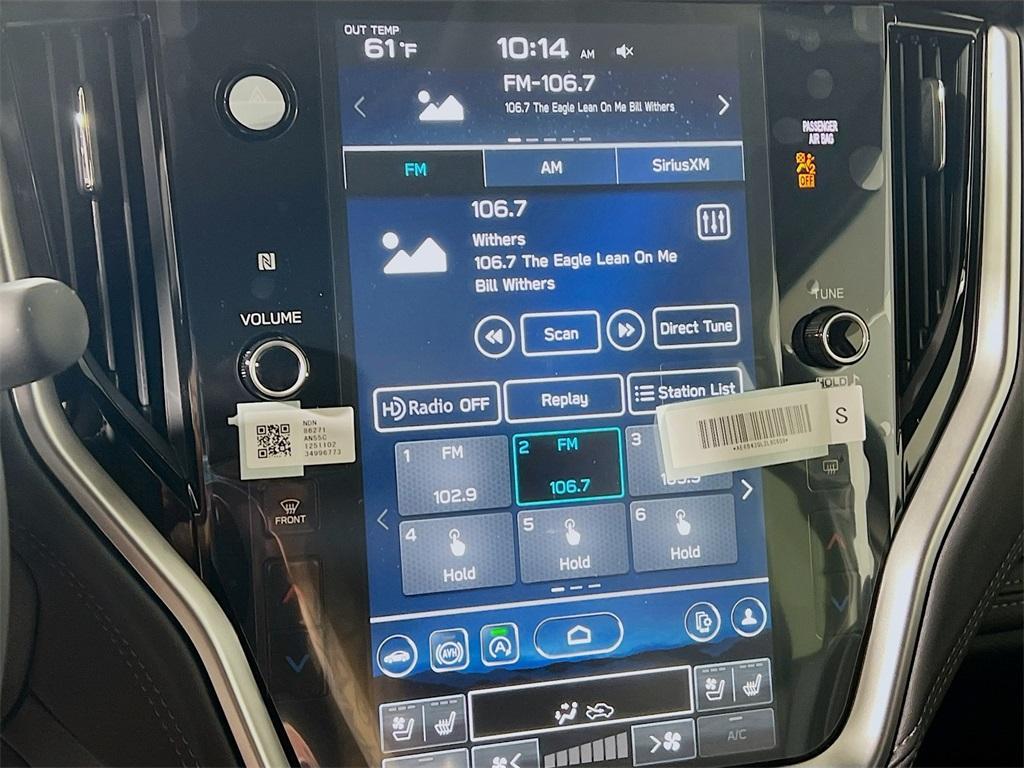 OUT TEMP
61°F
10:14 AM
FM-106.7
106.7 The Eagle Lean On Me Bill Withers
FM
AM
SiriusXM
PASSENGER
AIR BAG
OFF
106.7
Withers
106.7 The Eagle Lean On Me
Bill Withers
N
VOLUME
TUNE
Scan
Direct Tune
HD Radio OFF
Replay
Station List
HOLD
NDN
86271
AN55C
1251102
34996773
S
1 FM
102.9
2 FM
106.7
3
4
Hold
5
Hold
6
Hold
FRONT
AVH
A
A/C